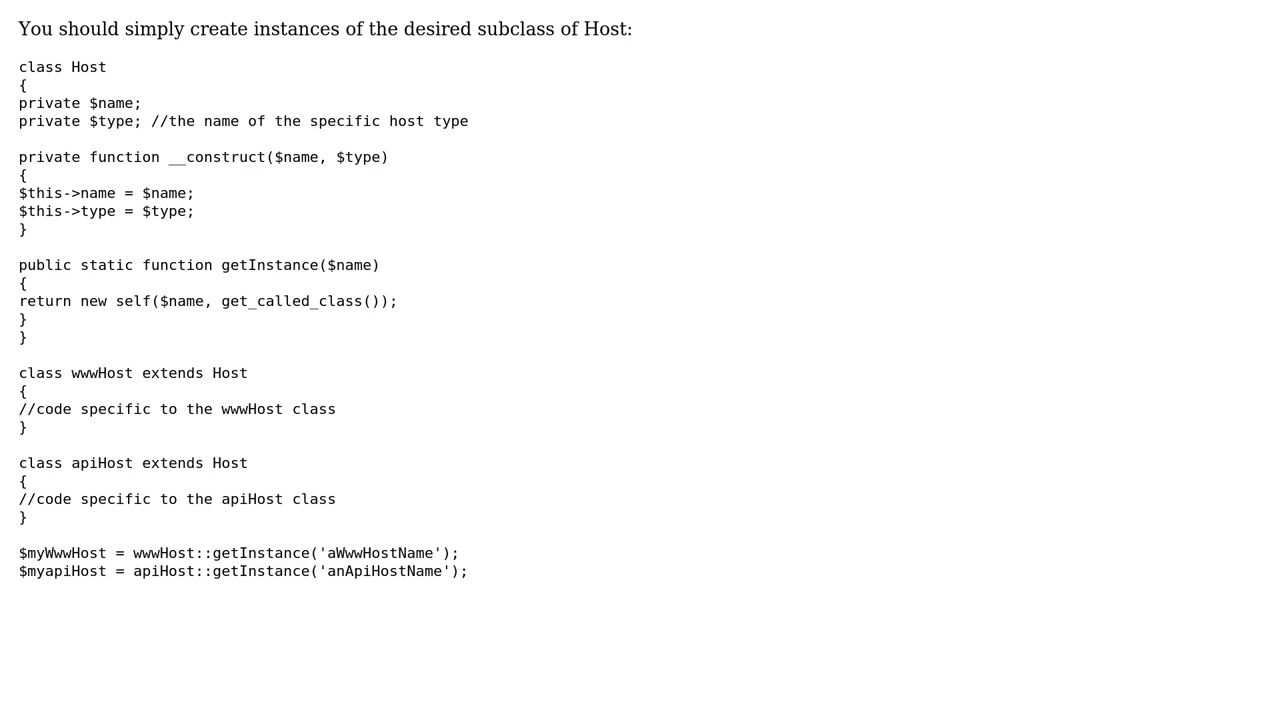 You should simply create instances of the desired subclass of Host:
class Host
{
private $name;
private $type; //the name of the specific host type
private function __construct($name, $type)
{
$this->name = $name;
$this->type = $type;
}
public static function getInstance($name)
{
return new self($name, get_called_class());
}
}
class wwwHost extends Host
{
//code specific to the wwwHost class
}
class apiHost extends Host
{
//code specific to the apiHost class
}
$myWwwHost = wwwHost::getInstance('aWwwHostName');
$myapiHost = apiHost::getInstance('anApiHostName');